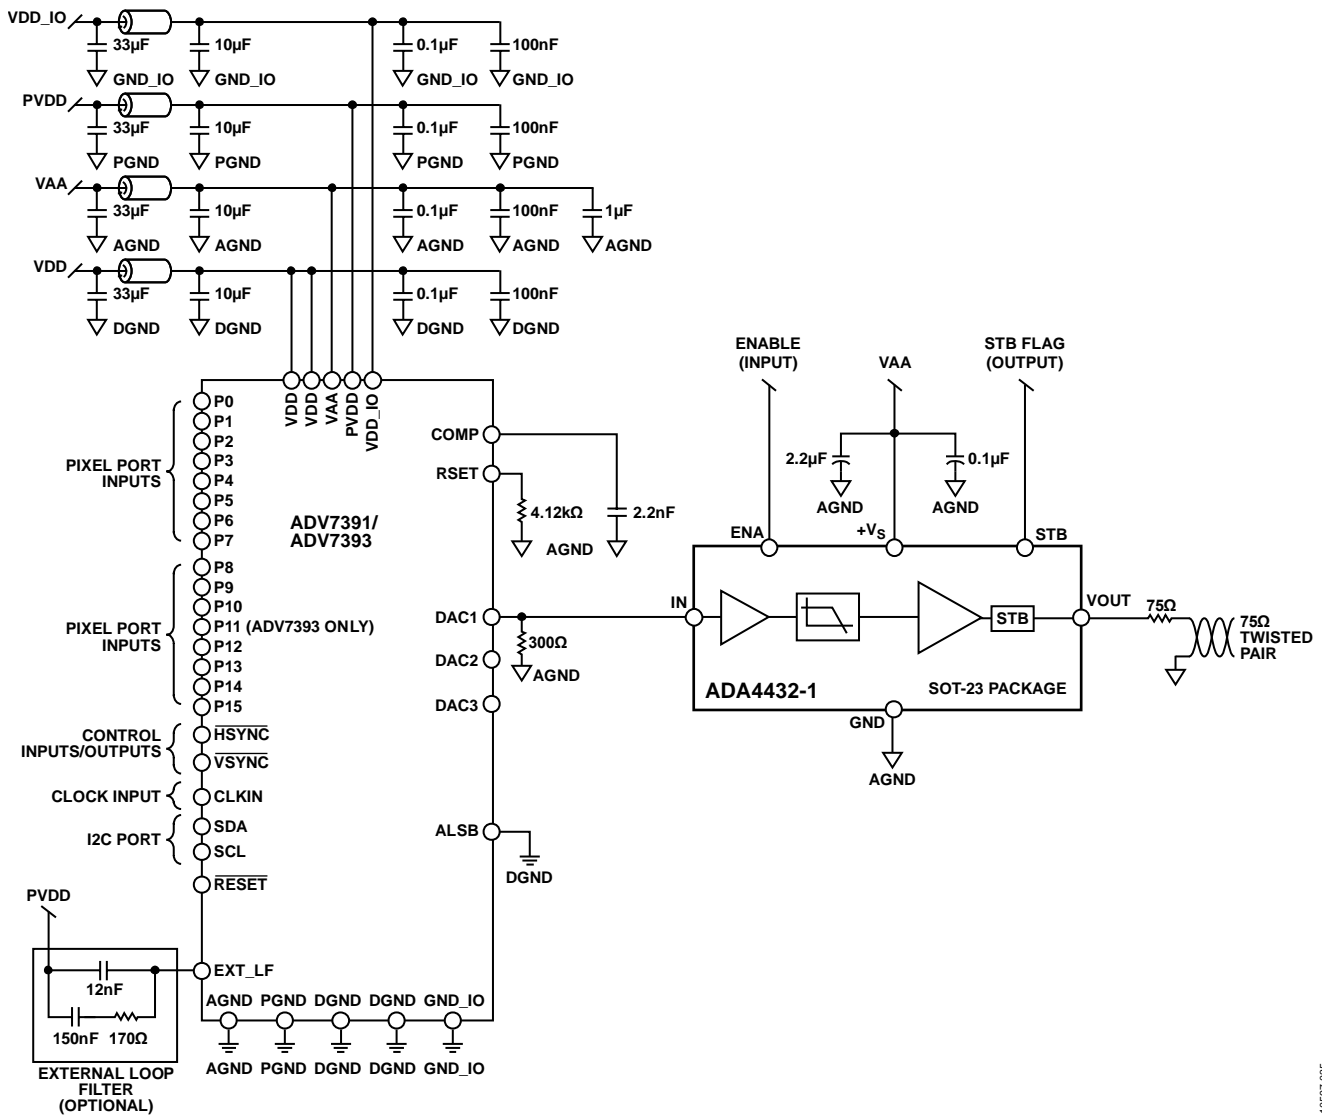 VDD_IO
33µF
10µF
0.1µF
100nF
GND_IO
GND_IO
GND_IO
GND_IO
PVDD
33µF
10µF
0.1µF
100nF
PGND
PGND
PGND
PGND
VAA
33µF
10µF
0.1µF
100nF
1µF
AGND
AGND
AGND
AGND
AGND
VDD
33µF
10µF
0.1µF
100nF
DGND
DGND
DGND
DGND
VDD
VDD
VAA
PVDD
VDD_IO
PIXEL PORT
INPUTS
P0
P1
P2
P3
P4
P5
P6
P7
PIXEL PORT
INPUTS
P8
P9
P10
P11 (ADV7393 ONLY)
P12
P13
P14
P15
CONTROL
INPUTS/OUTPUTS
HSYNC
VSYNC
CLOCK INPUT
CLKIN
I2C PORT
SDA
SCL
RESET
PVDD
EXT_LF
12nF
150nF
170Ω
EXTERNAL LOOP
FILTER
(OPTIONAL)
ADV7391/
ADV7393
COMP
RSET
4.12kΩ
2.2nF
AGND
DAC1
300Ω
AGND
DAC2
DAC3
ALSB
DGND
AGND PGND DGND DGND GND_IO
AGND PGND DGND DGND GND_IO
ENABLE
(INPUT)
VAA
STB FLAG
(OUTPUT)
2.2µF
0.1µF
AGND
AGND
ENA
+VS
STB
IN
STB
VOUT
75Ω
75Ω
TWISTED
PAIR
ADA4432-1
SOT-23 PACKAGE
GND
AGND